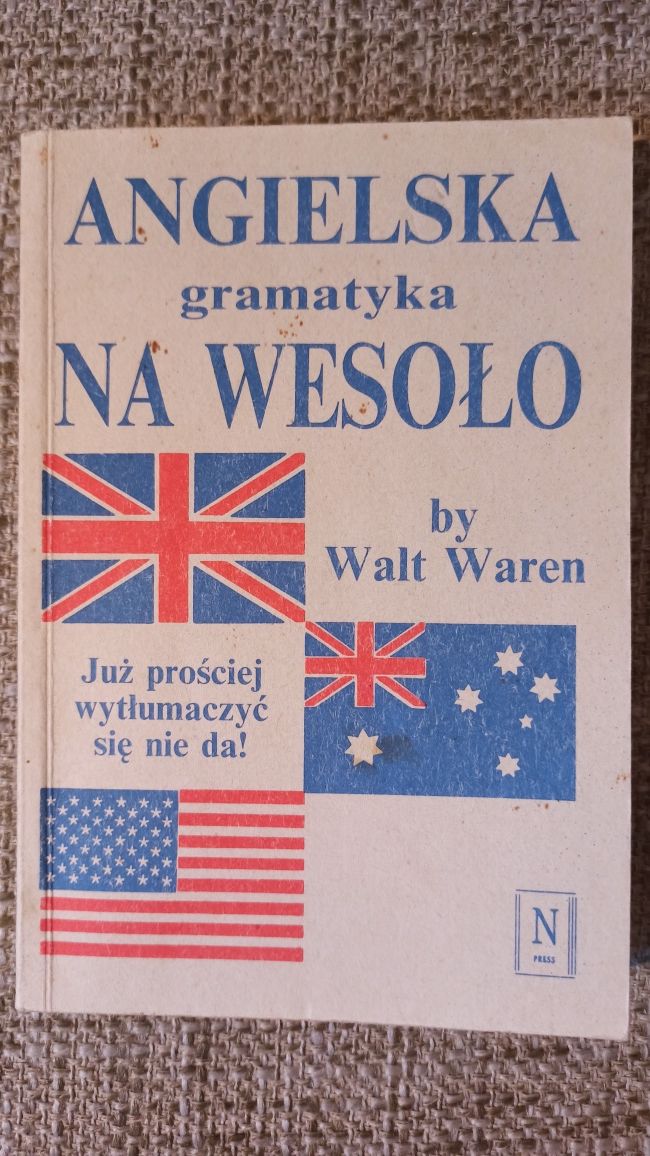 ANGIELSKA
gramatyka
NA WESOŁO
by
Walt Waren
Już prościej
wytłumaczyć
się nie da!
N
PRESS